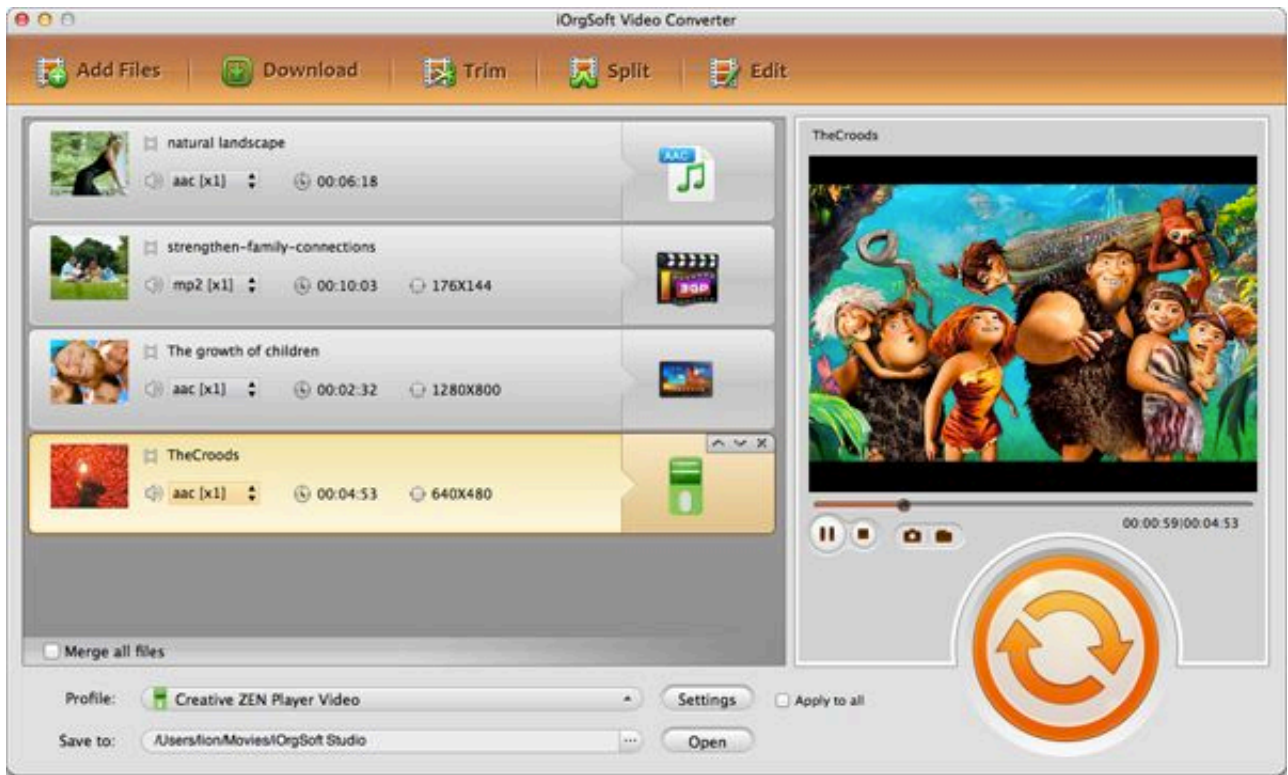 iOrgSoft Video Converter
Add Files Download Trim Split Edit
natural landscape
aac [x1] 00:06:18
AAC
strengthen-family-connections
mp2 [x1] 00:10:03 176X144
3GP
The growth of children
aac [x1] 00:02:32 1280X800
TheCroods
aac [x1] 00:04:53 640X480
Merge all files
TheCroods
00:00:59|00:04:53
Profile: Creative ZEN Player Video Settings Apply to all
Save to: /Users/lion/Movies/iOrgSoft Studio ... Open